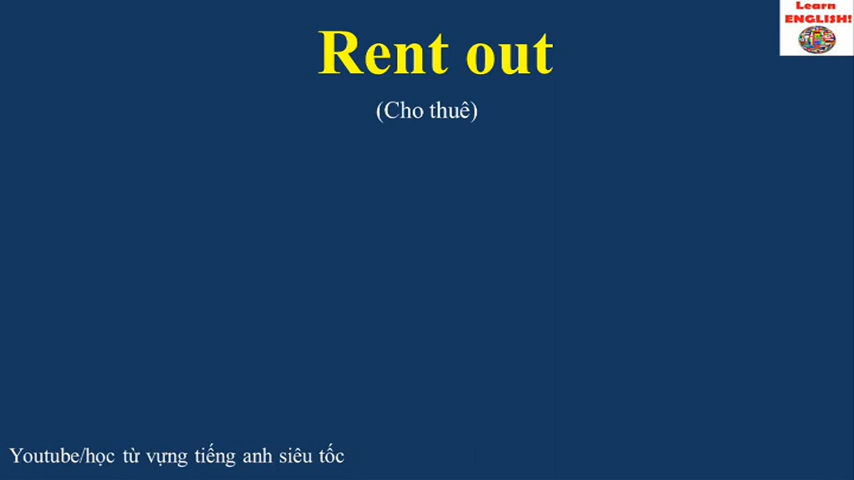 Learn
ENGLISH!
Rent out
(Cho thuê)
Youtube/học từ vựng tiếng anh siêu tốc